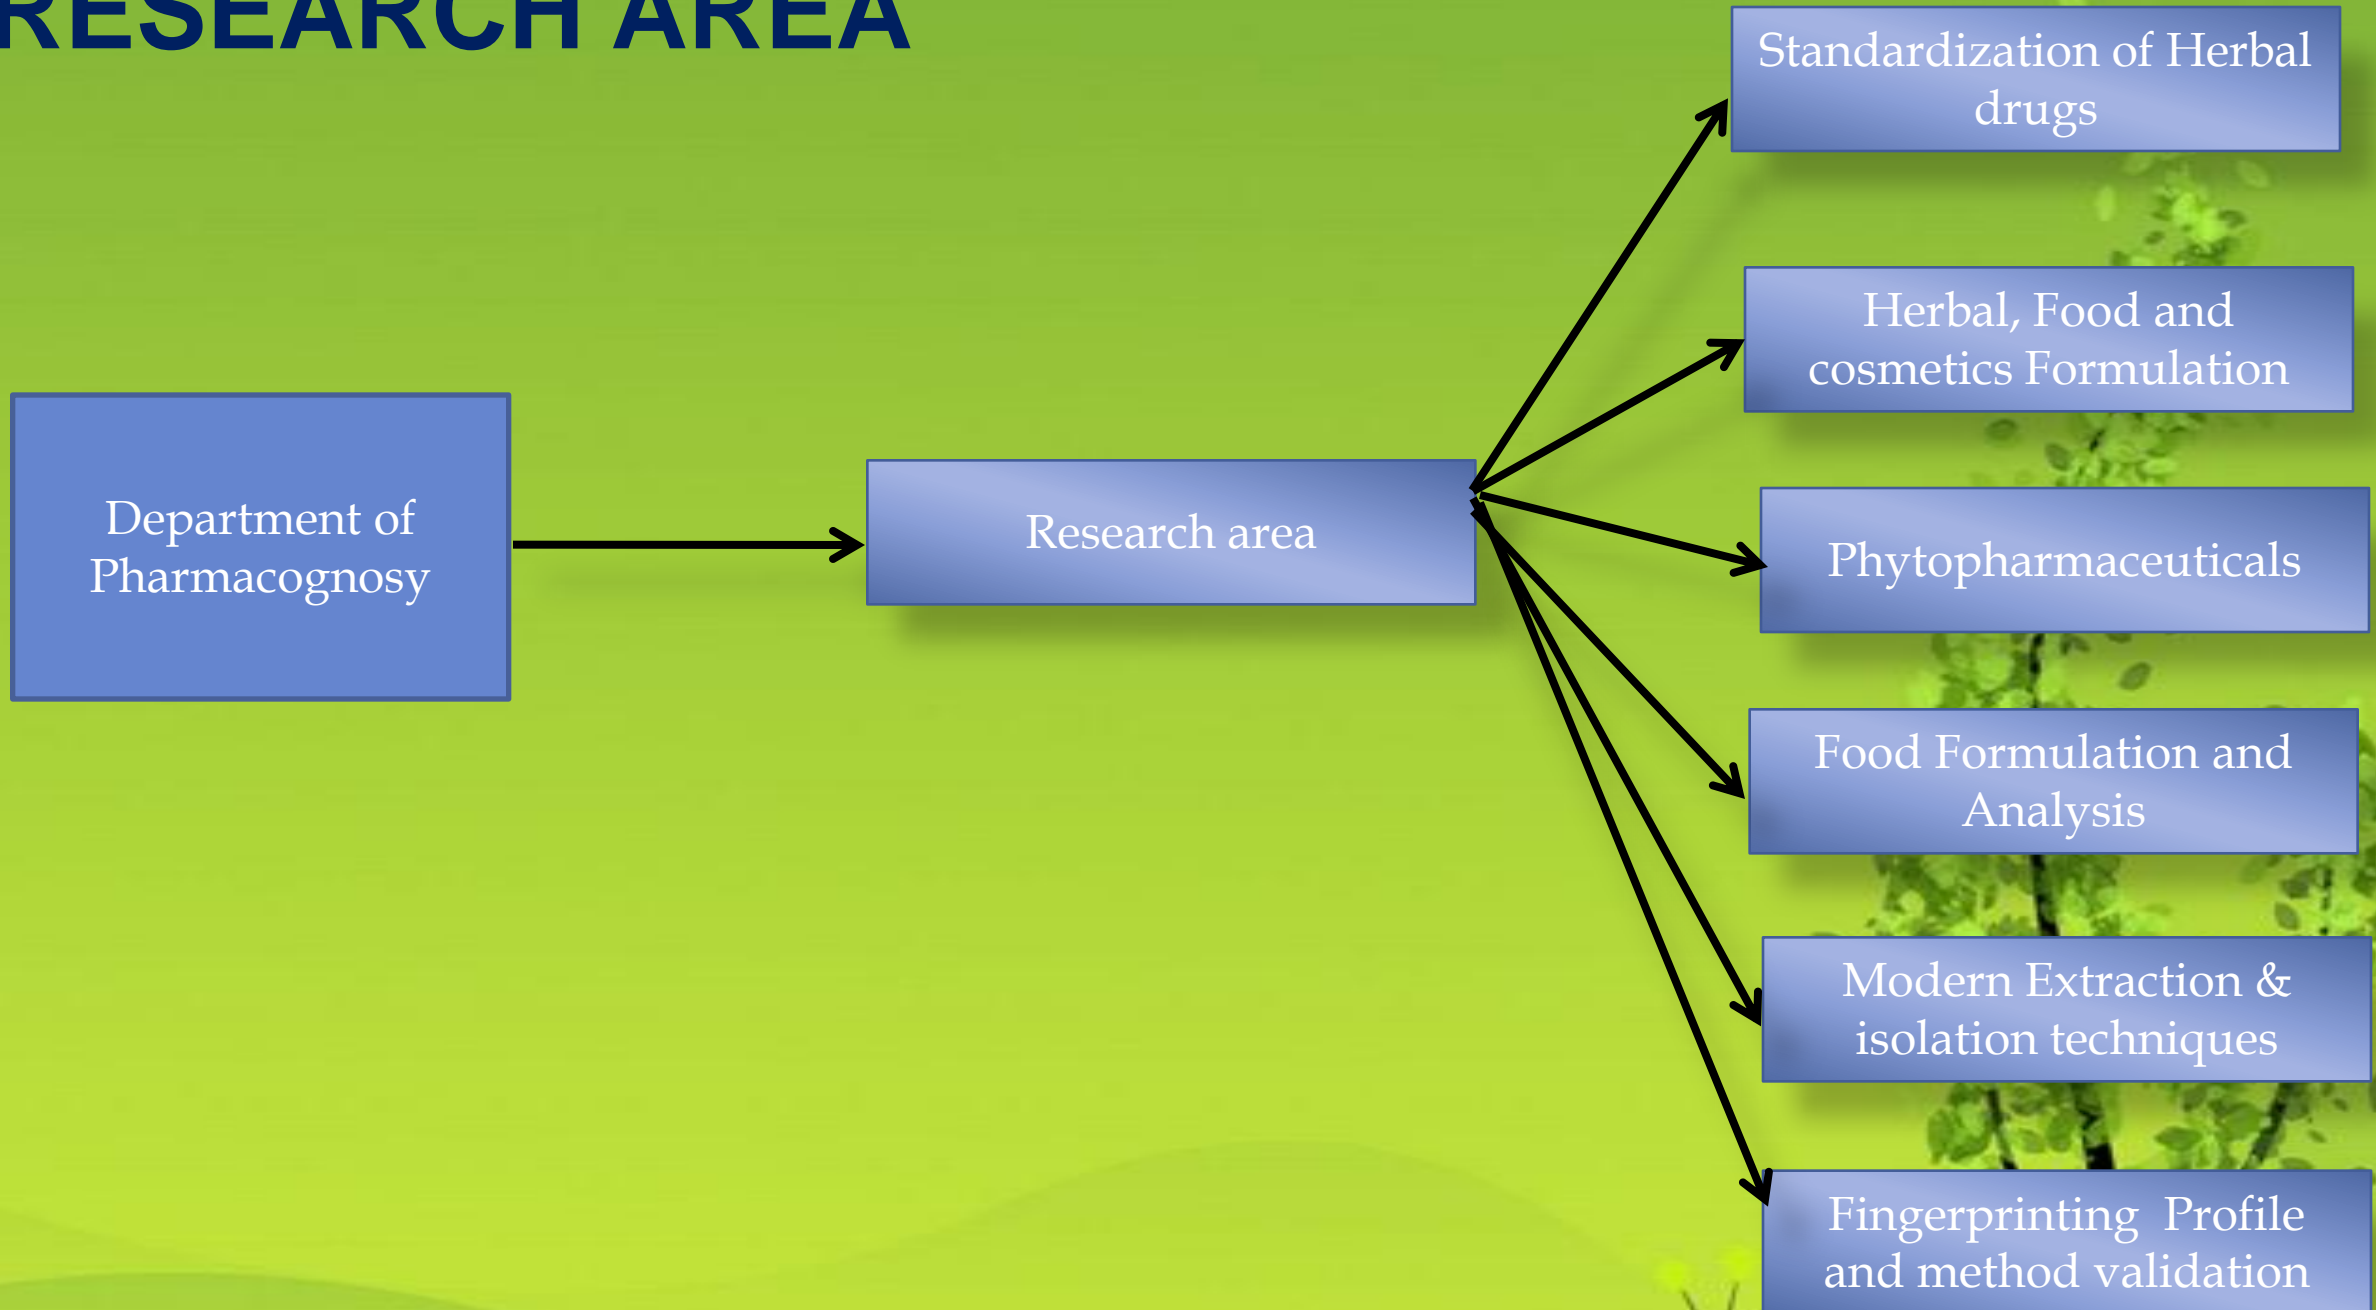 RESEARCH AREA
Standardization of Herbal
drugs
Herbal, Food and
cosmetics Formulation
Department of
Pharmacognosy
Research area
Phytopharmaceuticals
Food Formulation and
Analysis
Modern Extraction &
isolation techniques
Fingerprinting  Profile
and method validation